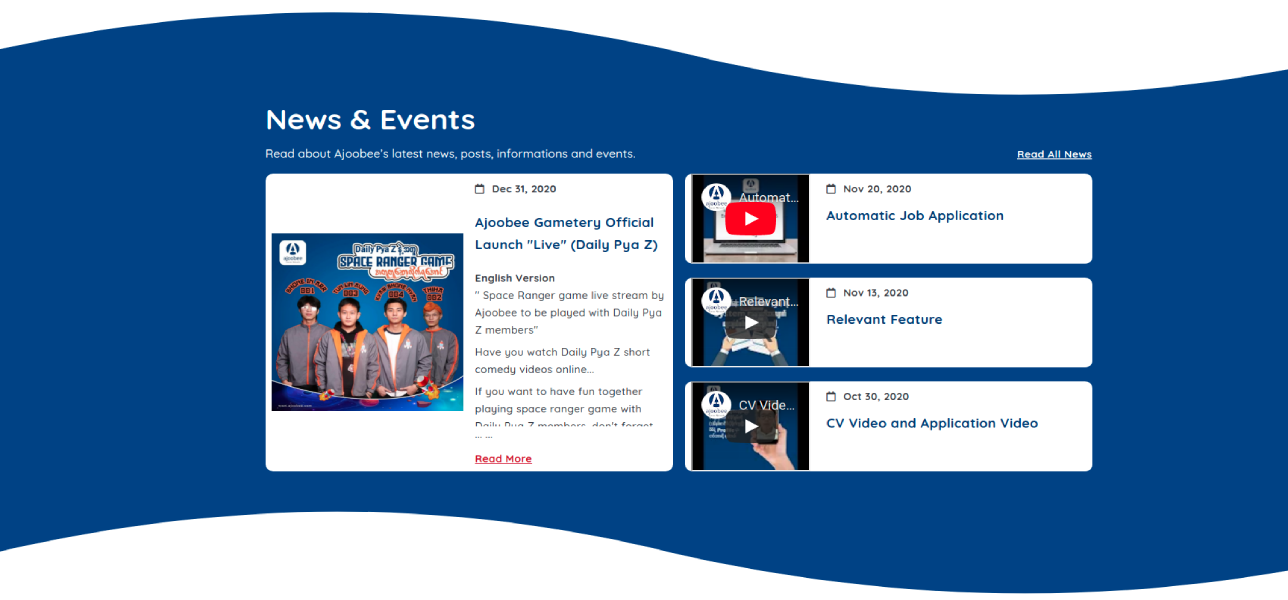 News & Events
Read about Ajoobee's latest news, posts, informations and events.
Read All News
Dec 31, 2020
Ajoobee Gametery Official
Launch "Live" (Daily Pya Z)
English Version
" Space Ranger game live stream by
Ajoobee to be played with Daily Pya
Z members"
Have you watch Daily Pya Z short
comedy videos online...
If you want to have fun together
playing space ranger game with
Daily Pya Z members, don't forget
... ...
Read More
ajoobee
Daily Pya Z
SPACE RANGER GAME
001
003
004
002
Nov 20, 2020
Automatic Job Application
ajoobee
Automat...
Nov 13, 2020
Relevant Feature
ajoobee
Relevant...
Oct 30, 2020
CV Video and Application Video
ajoobee
CV Vide...